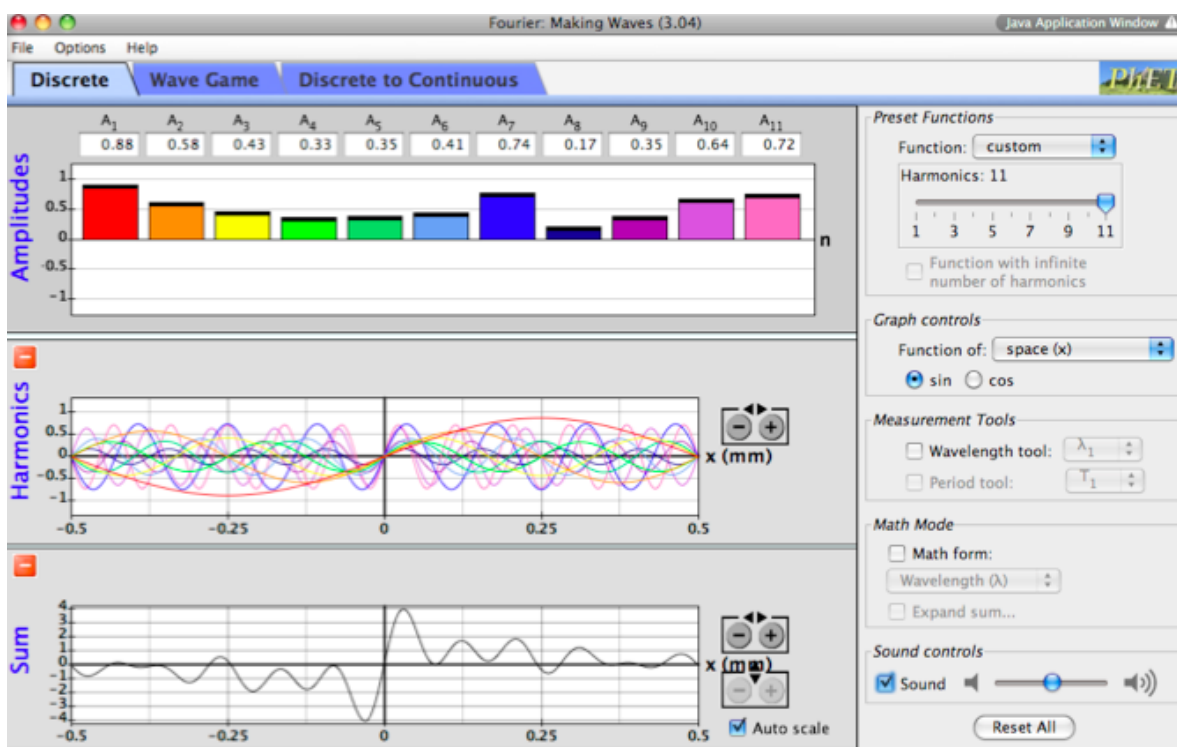 Fourier: Making Waves (3.04)
Java Application Window
File Options Help
Discrete Wave Game Discrete to Continuous
PhET
Amplitudes
A1 A2 A3 A4 A5 A6 A7 A8 A9 A10 A11
0.88 0.58 0.43 0.33 0.35 0.41 0.74 0.17 0.35 0.64 0.72
1
0.5
0
-0.5
-1
n
Harmonics
1
0.5
0
-0.5
-1
x (mm)
-0.5 -0.25 0 0.25 0.5
Sum
4
3
2
1
0
-1
-2
-3
-4
x (mm)
-0.5 -0.25 0 0.25 0.5
Auto scale
Preset Functions
Function: custom
Harmonics: 11
1 3 5 7 9 11
Function with infinite
number of harmonics
Graph controls
Function of: space (x)
sin cos
Measurement Tools
Wavelength tool: λ1
Period tool: T1
Math Mode
Math form:
Wavelength (λ)
Expand sum...
Sound controls
Sound
Reset All